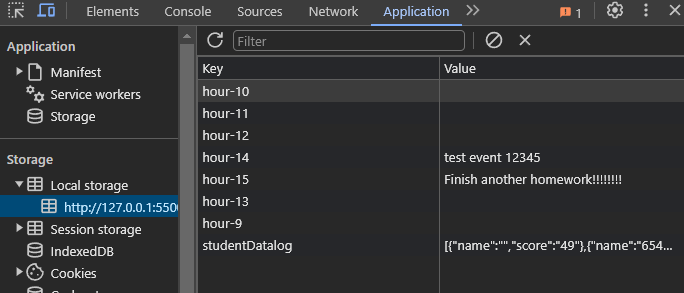 Elements Console Sources Network Application 1
Application
Manifest
Service workers
Storage
Storage
Local storage
http://127.0.0.1:550
Session storage
IndexedDB
Cookies
Filter
Key Value
hour-10
hour-11
hour-12
hour-14 test event 12345
hour-15 Finish another homework!!!!!!!!
hour-13
hour-9
studentDatalog [{"name":"","score":"49"},{"name":"654...